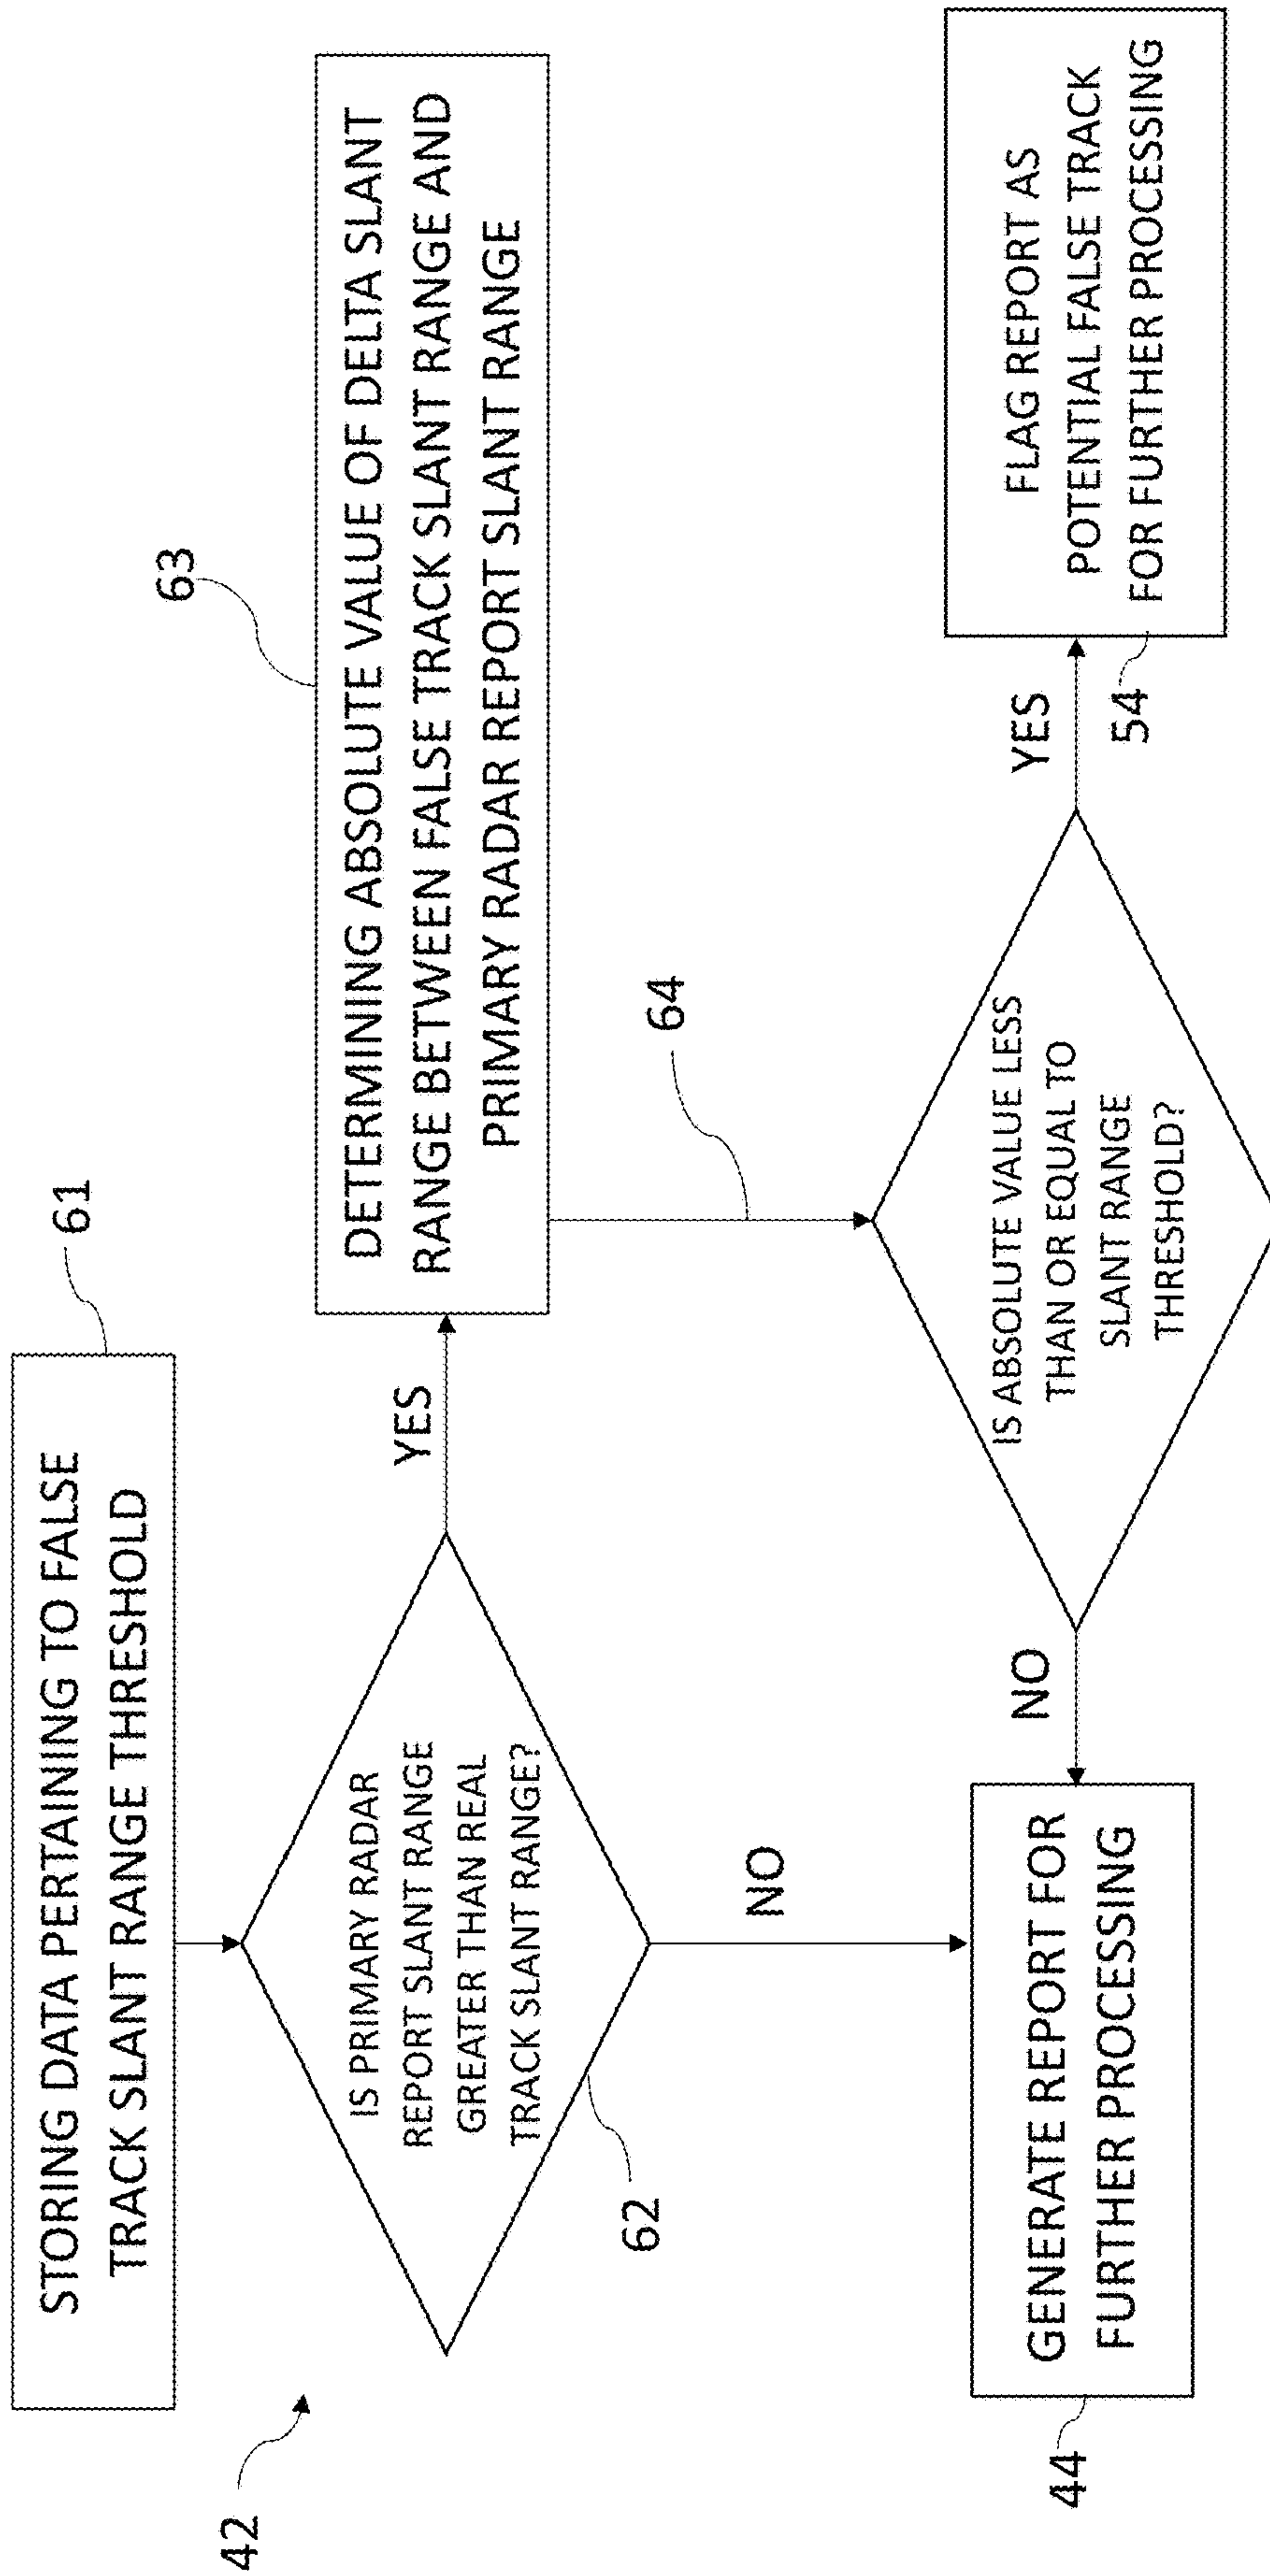 42
STORING DATA PERTAINING TO FALSE
TRACK SLANT RANGE THRESHOLD
61
IS PRIMARY RADAR
REPORT SLANT RANGE
GREATER THAN REAL
TRACK SLANT RANGE?
62
YES
NO
DETERMINING ABSOLUTE VALUE OF DELTA SLANT
RANGE BETWEEN FALSE TRACK SLANT RANGE AND
PRIMARY RADAR REPORT SLANT RANGE
63
64
IS ABSOLUTE VALUE LESS
THAN OR EQUAL TO
SLANT RANGE
THRESHOLD?
NO
YES
GENERATE REPORT FOR
FURTHER PROCESSING
44
FLAG REPORT AS
POTENTIAL FALSE TRACK
FOR FURTHER PROCESSING
54